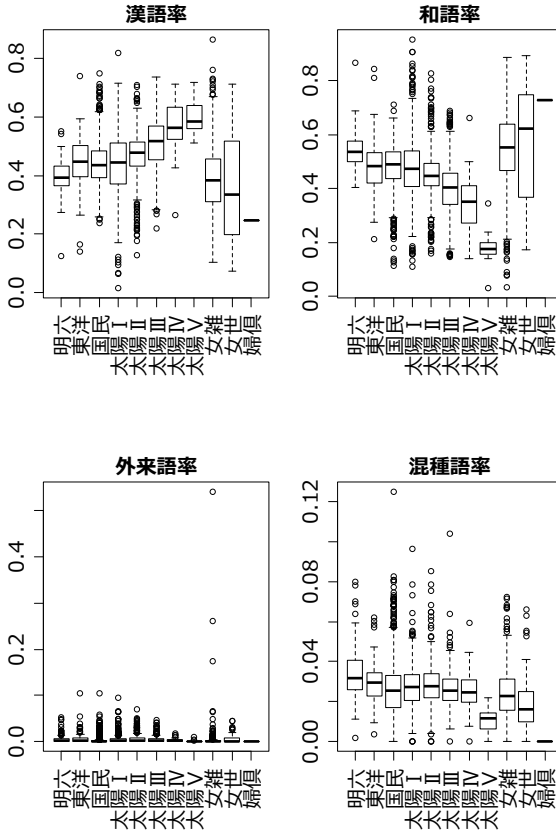 漢語率
0.0 0.2 0.4 0.6 0.8
明六
東洋
国民
太陽Ⅰ
太陽Ⅱ
太陽Ⅲ
太陽Ⅳ
太陽Ⅴ
女雑
女世
婦倶
和語率
0.0 0.2 0.4 0.6 0.8
明六
東洋
国民
太陽Ⅰ
太陽Ⅱ
太陽Ⅲ
太陽Ⅳ
太陽Ⅴ
女雑
女世
婦倶
外来語率
0.0 0.2 0.4
明六
東洋
国民
太陽Ⅰ
太陽Ⅱ
太陽Ⅲ
太陽Ⅳ
太陽Ⅴ
女雑
女世
婦倶
混種語率
0.00 0.04 0.08 0.12
明六
東洋
国民
太陽Ⅰ
太陽Ⅱ
太陽Ⅲ
太陽Ⅳ
太陽Ⅴ
女雑
女世
婦倶